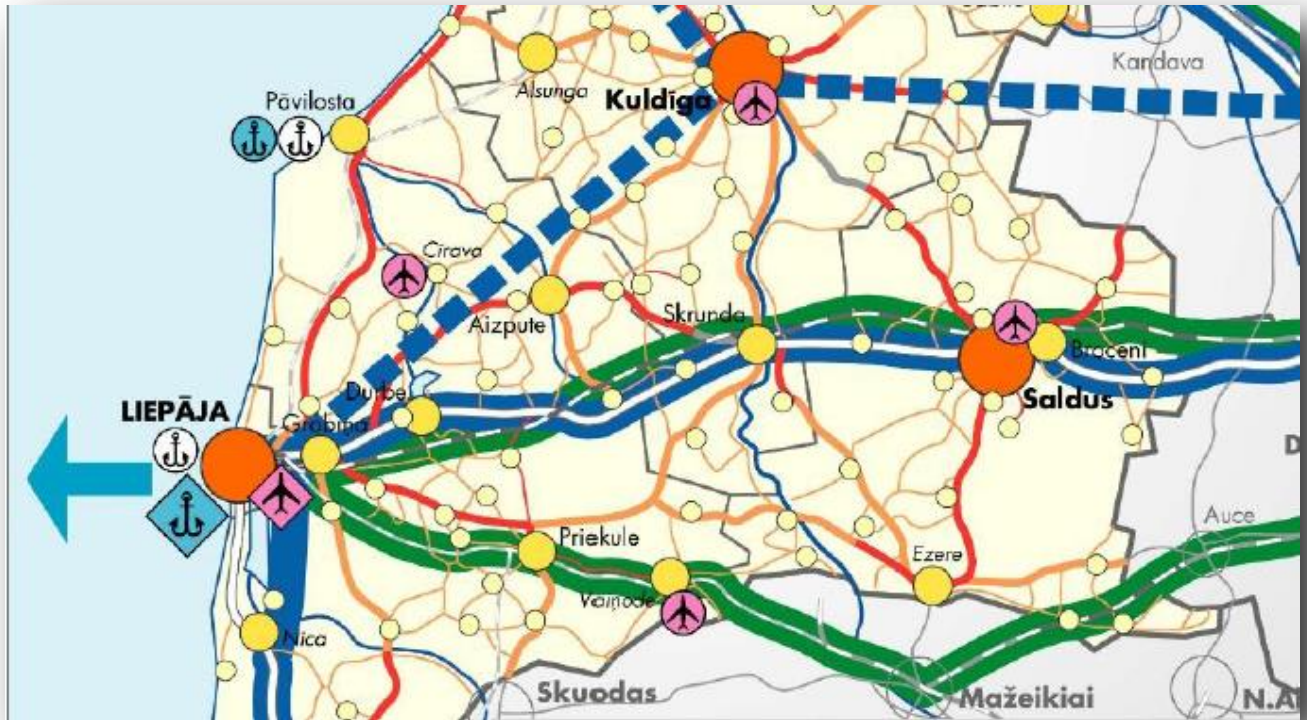 Kandava
Alsunga
Kuldīga
Pāvilosta
Cīrava
Aizpute
Skrunda
Brocēni
Saldus
Durbe
LIEPĀJA
Grobiņa
Auce
Priekule
Ezere
Vaiņode
Nīca
Skuodas
Mažeikiai